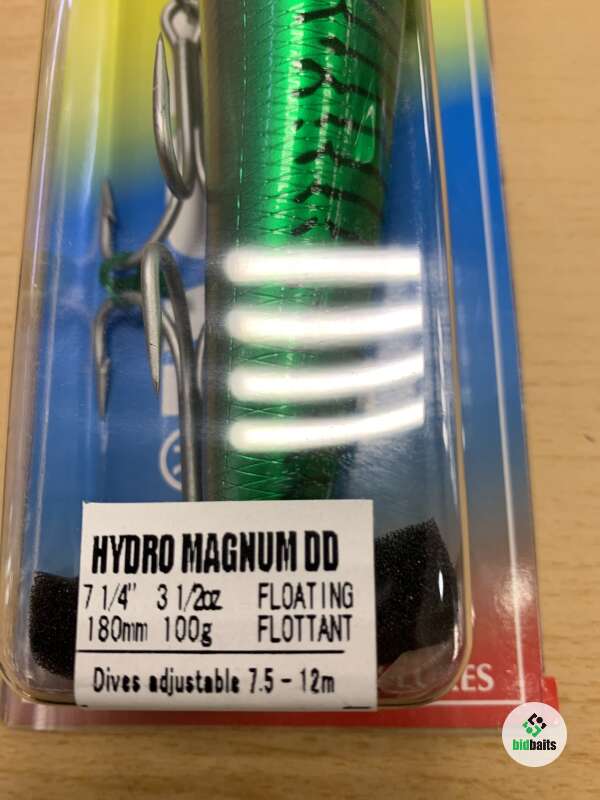 HYDRO MAGNUM DD
7 1/4" 3 1/2oz FLOATING
180mm 100g FLOTTANT
Dives adjustable 7.5 - 12m
bidbaits